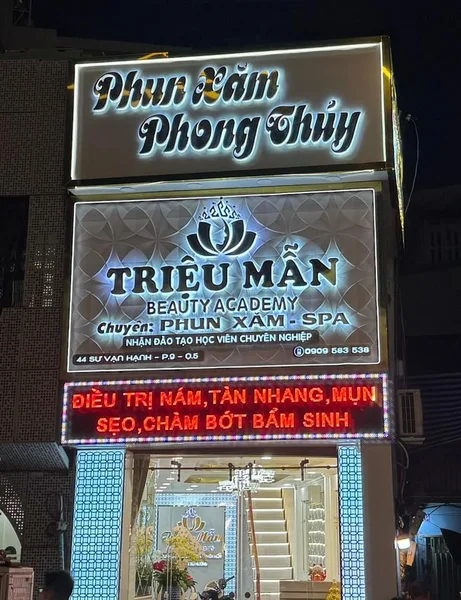 Phun Xăm
Phong Thủy
TRIỆU MẪN
BEAUTY ACADEMY
Chuyên: PHUN XĂM - SPA
NHẬN ĐÀO TẠO HỌC VIÊN CHUYÊN NGHIỆP
44 SƯ VẠN HẠNH - P.9 - Q.5
0909 583 538
ĐIỀU TRỊ NÁM,TÀN NHANG,MỤN
SẸO,CHÀM BỚT BẨM SINH
Triệu Mẫn